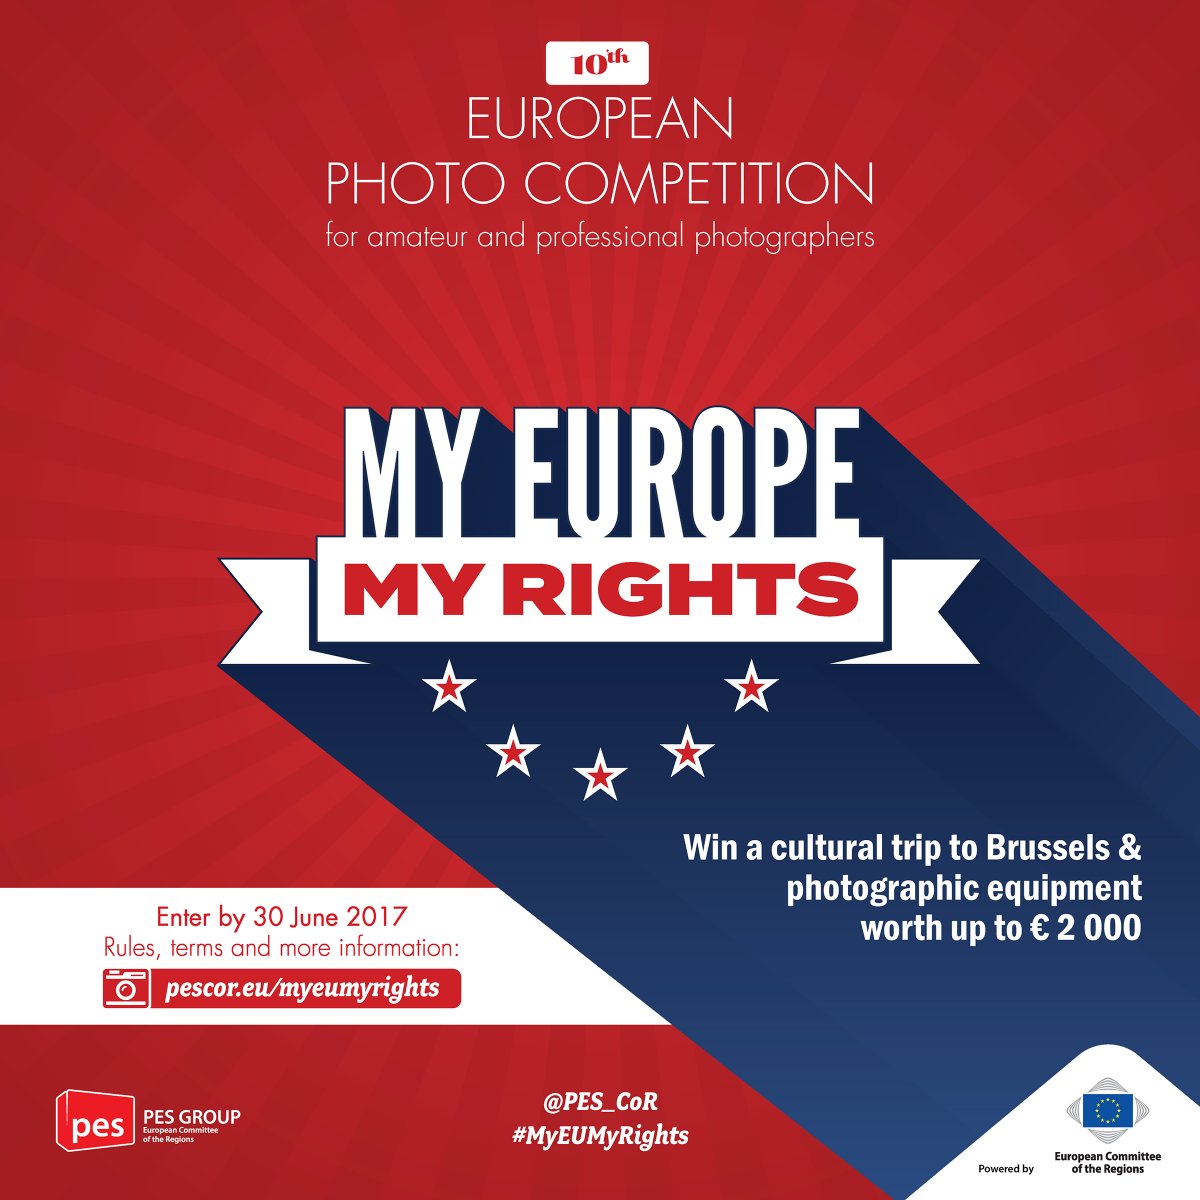 10th
EUROPEAN
PHOTO COMPETITION
for amateur and professional photographers
MY EUROPE
MY RIGHTS
Win a cultural trip to Brussels &
photographic equipment
worth up to € 2 000
Enter by 30 June 2017
Rules, terms and more information:
pescor.eu/myeumyrights
pes
PES GROUP
European Committee
of the Regions
@PES_CoR
#MyEUMyRights
Powered by
European Committee
of the Regions